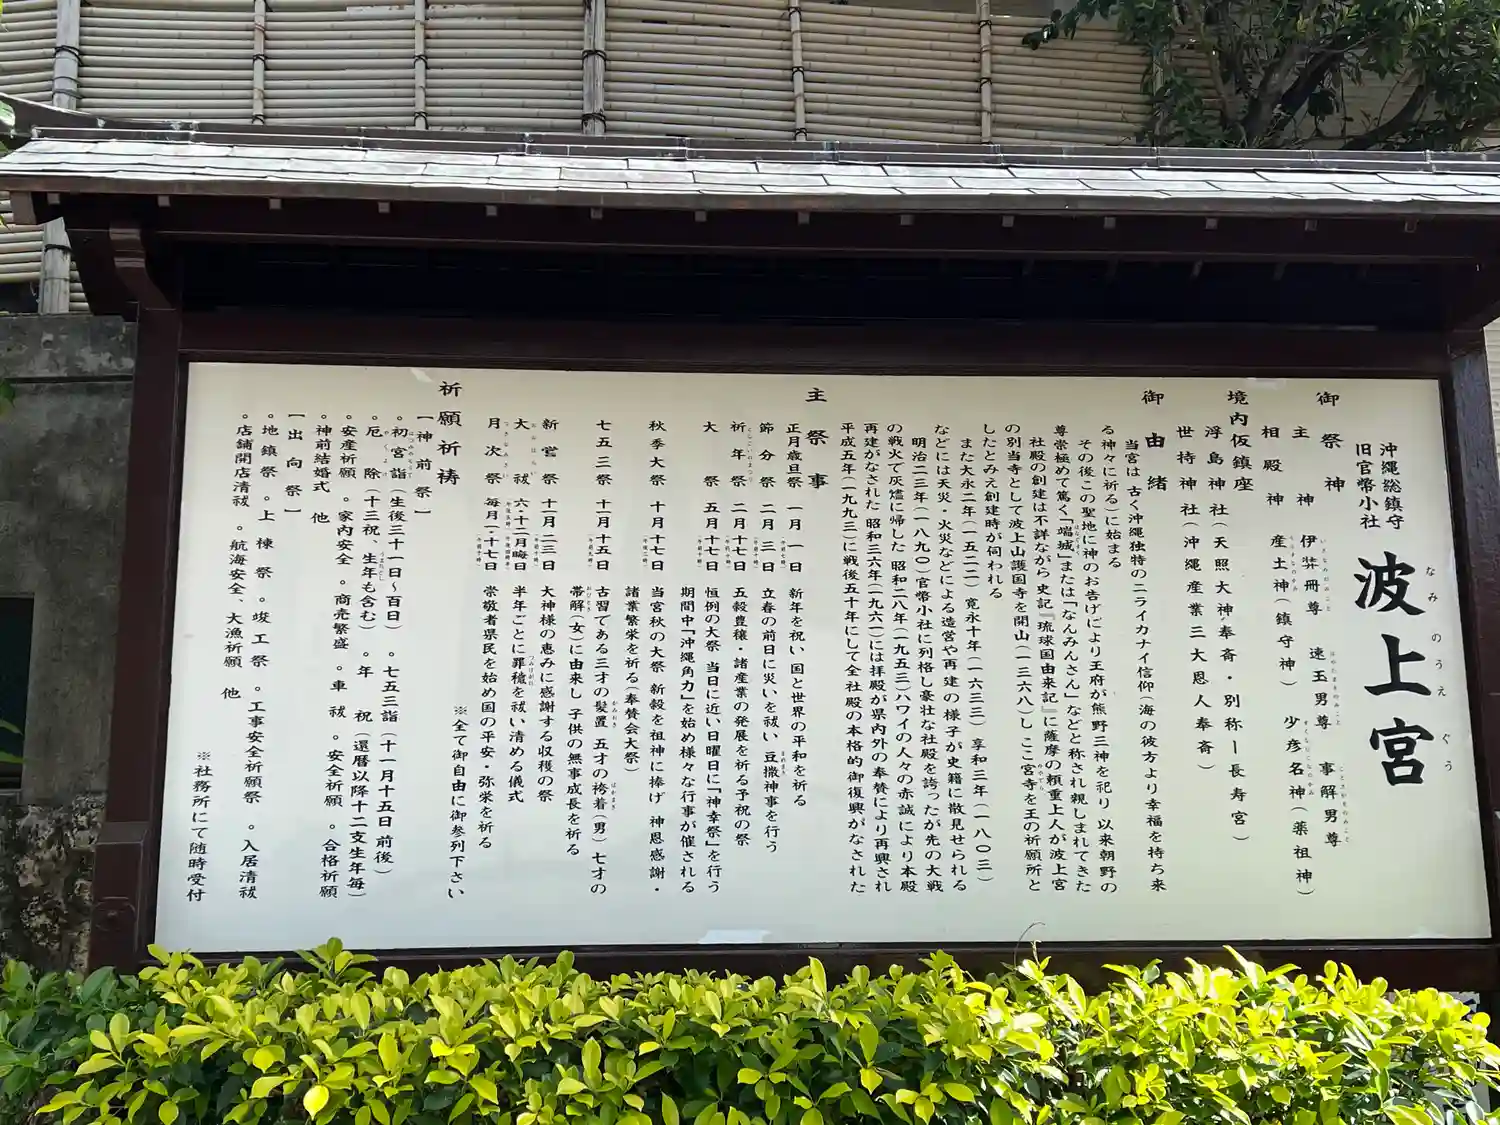 沖縄総鎮守
旧官幣小社
波上宮
なみのうえぐう
御祭神
主神 伊弉冊尊 速玉男尊 事解男尊
相殿神 産土神(鎮守神) 少彦名神(薬祖神)
境内仮鎮座
浮島神社(天照大神奉斎・別称ー長寿宮)
世持神社(沖縄産業三大恩人奉斎)
御由緒
当宮は古く沖縄独特のニライカナイ信仰(海の彼方より幸福を持ち来
る神々に祈る)に始まる
その後この聖地に神のお告げにより王府が熊野三神を祀り以来朝野の
尊崇極めて篤く「端城」または「なんみんさん」などと称され親しまれてきた
社殿の創建は不詳ながら史記『琉球国由来記』に薩摩の頼重上人が波上宮
の別当寺として波上山護国寺を開山(一三六八)しここ宮寺を王の祈願所と
したとみえ創建時が伺われる
また大永二年(一五二二)寛永十年(一六三三)享和三年(一八〇三)
などには天災・火災などによる造営や再建の様子が史籍に散見せられる
明治二三年(一八九〇)官幣小社に列格し豪壮な社殿を誇ったが先の大戦
の戦火で灰燼に帰した 昭和二八年(一九五三)ハワイの人々の赤誠により本殿
再建がなされた 昭和三六年(一九六一)には拝殿が県内外の奉賛により再興され
平成五年(一九九三)に戦後五十年にして全社殿の本格的御復興がなされた
主祭事
正月歳旦祭 一月一日 新年を祝い国と世界の平和を祈る
節分祭 二月三日 立春の前日に災いを祓い 豆撒神事を行う
祈年祭 二月十七日 五穀豊穣・諸産業の発展を祈る予祝の祭
大祭 五月十七日 恒例の大祭 当日に近い日曜日に「神幸祭」を行う
期間中「沖縄角力」を始め様々な行事が催される
秋季大祭 十月十七日 当宮秋の大祭 新穀を祖神に捧げ 神恩感謝・
諸業繁栄を祈る(奉賛会大祭)
七五三祭 十一月十五日 古習である三才の髪置 五才の袴着(男)七才の
帯解(女)に由来し子供の無事成長を祈る
新嘗祭 十一月二三日 大神様の恵みに感謝する収穫の祭
大祓 六・十二月晦日 半年ごとに罪穢を祓い清める儀式
月次祭 毎月一・十七日 崇敬者県民を始め国の平安・弥栄を祈る
※全て御自由に御参列下さい
祈願祈祷
【神前祭】
。初宮詣(生後三十一日〜百日) 。七五三詣(十一月十五日前後)
。厄除(十三祝、生年も含む) 。年祝(還暦以降十二支生年毎)
。安産祈願 。家内安全 。商売繁盛 。車祓 。安全祈願 。合格祈願
。神前結婚式 他
【出向祭】
。地鎮祭 。上棟祭 。竣工祭 。工事安全祈願祭 。入居清祓
。店舗開店清祓 。航海安全、大漁祈願 他
※社務所にて随時受付